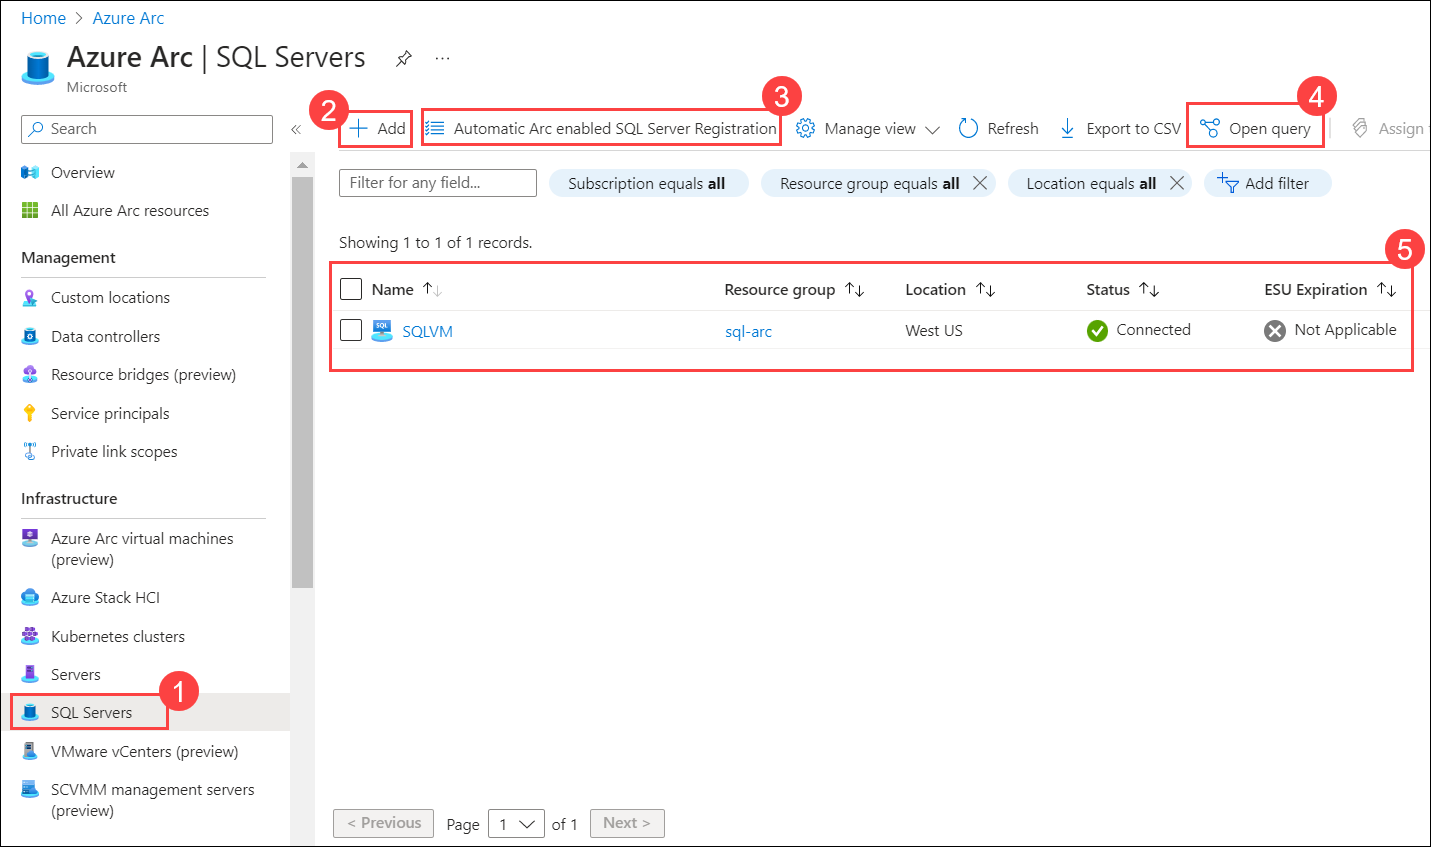 Home > Azure Arc
Azure Arc | SQL Servers ...
Microsoft
Search «
2 + Add
3 Automatic Arc enabled SQL Server Registration
Manage view
Refresh
Export to CSV
4 Open query
Assign
Overview
All Azure Arc resources
Management
Custom locations
Data controllers
Resource bridges (preview)
Service principals
Private link scopes
Infrastructure
Azure Arc virtual machines
(preview)
Azure Stack HCI
Kubernetes clusters
Servers
1
SQL Servers
VMware vCenters (preview)
SCVMM management servers
(preview)
Filter for any field...
Subscription equals all
Resource group equals all
Location equals all
Add filter
Showing 1 to 1 of 1 records.
5
Name ↑↓ Resource group ↑↓ Location ↑↓ Status ↑↓ ESU Expiration ↑↓
SQL SQLVM sql-arc West US Connected Not Applicable
< Previous Page 1 of 1 Next >